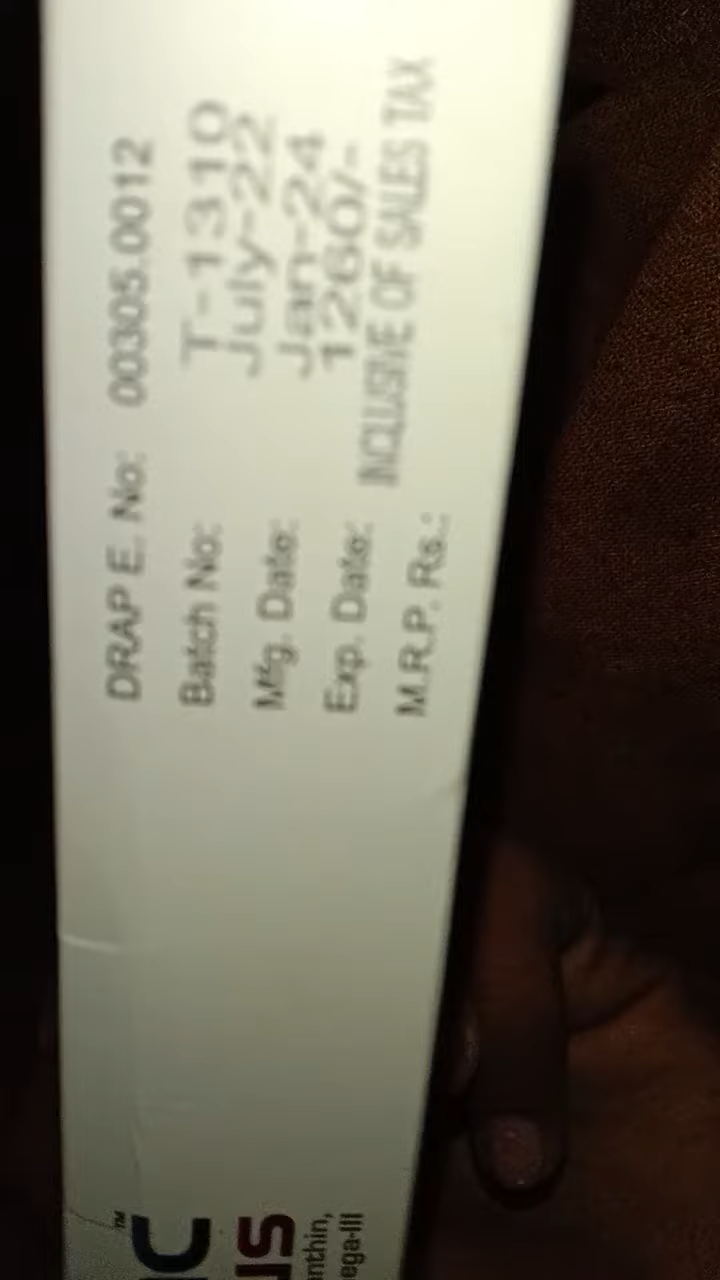 DRAP E. No: 00305.0012
Batch No: T-1310
Mfg. Date: July-22
Exp. Date: Jan-24
M.R.P. Rs.: 1260/-
INCLUSIVE OF SALES TAX
™